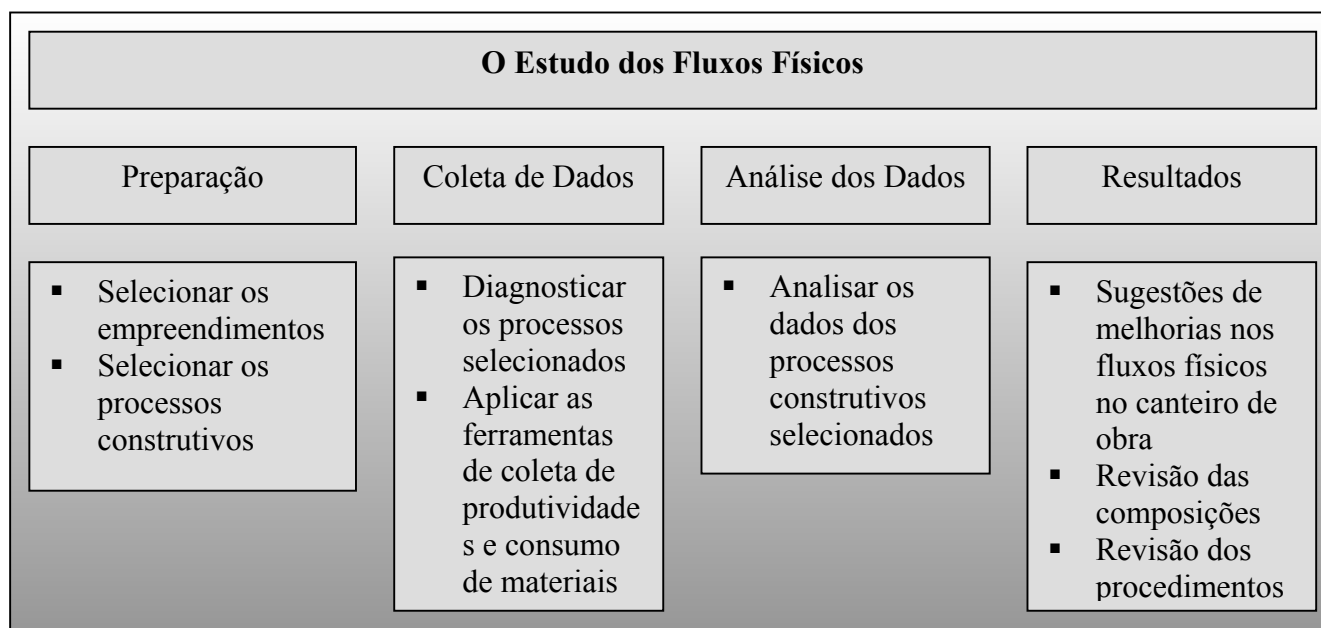 O Estudo dos Fluxos Físicos
Preparação
Coleta de Dados
Análise dos Dados
Resultados
▪ Selecionar os
empreendimentos
▪ Selecionar os
processos
construtivos
▪ Diagnosticar
os processos
selecionados
▪ Aplicar as
ferramentas
de coleta de
produtividade
s e consumo
de materiais
▪ Analisar os
dados dos
processos
construtivos
selecionados
▪ Sugestões de
melhorias nos
fluxos físicos
no canteiro de
obra
▪ Revisão das
composições
▪ Revisão dos
procedimentos